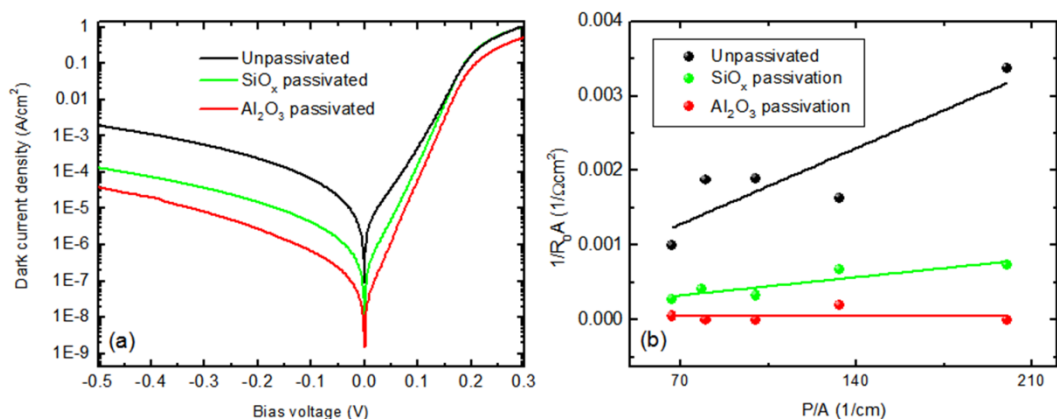 Dark current density (A/cm²)
1
0.1
0.01
1E-3
1E-4
1E-5
1E-6
1E-7
1E-8
1E-9
Unpassivated
SiOₓ passivated
Al₂O₃ passivated
(a)
-0.5 -0.4 -0.3 -0.2 -0.1 0.0 0.1 0.2 0.3
Bias voltage (V)
1/R₀A (1/Ωcm²)
0.004
0.003
0.002
0.001
0.000
Unpassivated
SiOₓ passivation
Al₂O₃ passivation
(b)
70 140 210
P/A (1/cm)